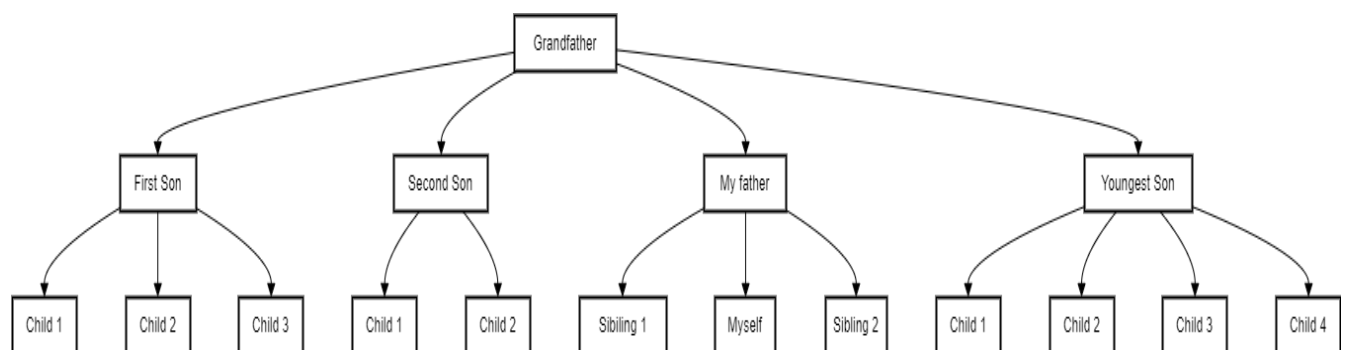 Grandfather
First Son
Second Son
My father
Youngest Son
Child 1
Child 2
Child 3
Child 1
Child 2
Sibiling 1
Myself
Sibling 2
Child 1
Child 2
Child 3
Child 4